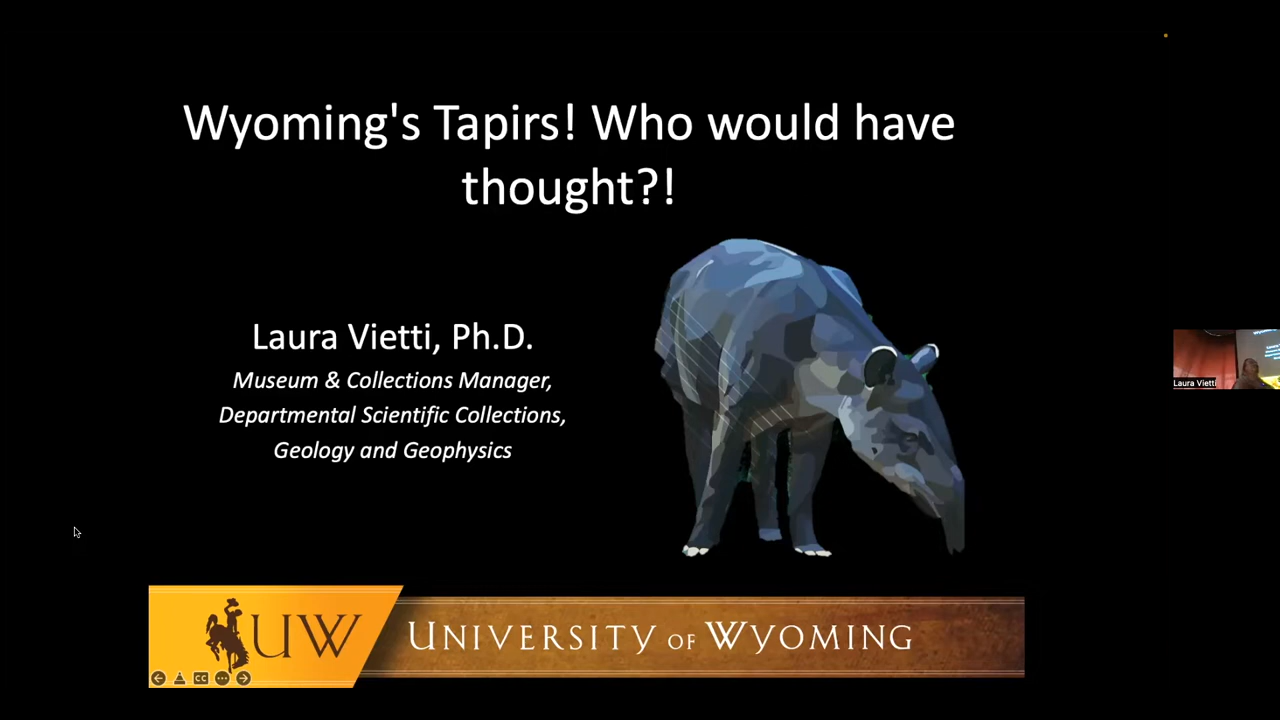 Wyoming's Tapirs! Who would have
thought?!
Laura Vietti, Ph.D.
Museum & Collections Manager,
Departmental Scientific Collections,
Geology and Geophysics
Laura Vietti
UW
UNIVERSITY OF WYOMING
CC